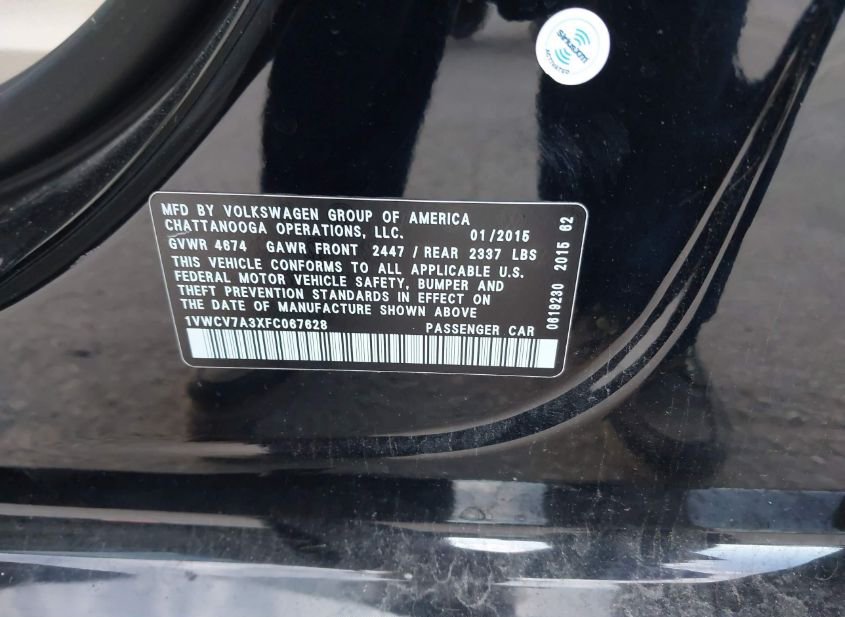 siriusxm
ACTIVATED
MFD BY VOLKSWAGEN GROUP OF AMERICA
CHATTANOOGA OPERATIONS, LLC. 01/2015
GVWR 4674 GAWR FRONT 2447 / REAR 2337 LBS
THIS VEHICLE CONFORMS TO ALL APPLICABLE U.S.
FEDERAL MOTOR VEHICLE SAFETY, BUMPER AND
THEFT PREVENTION STANDARDS IN EFFECT ON
THE DATE OF MANUFACTURE SHOWN ABOVE
1VWCV7A3XFC067628 PASSENGER CAR
0619230 2015 62